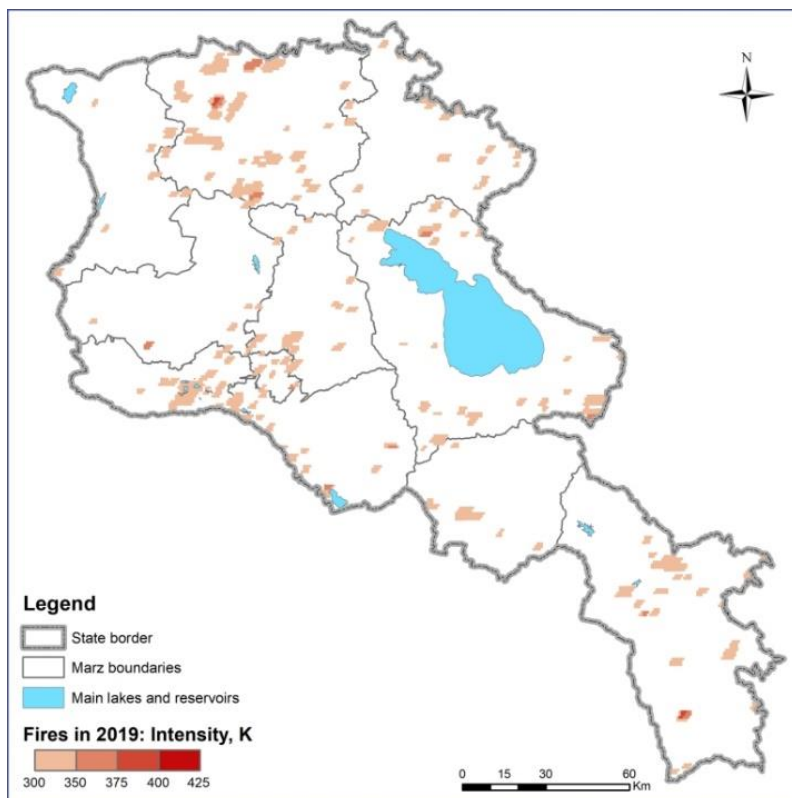 N
Legend
State border
Marz boundaries
Main lakes and reservoirs
Fires in 2019: Intensity, K
300 350 375 400 425
0 15 30 60
Km